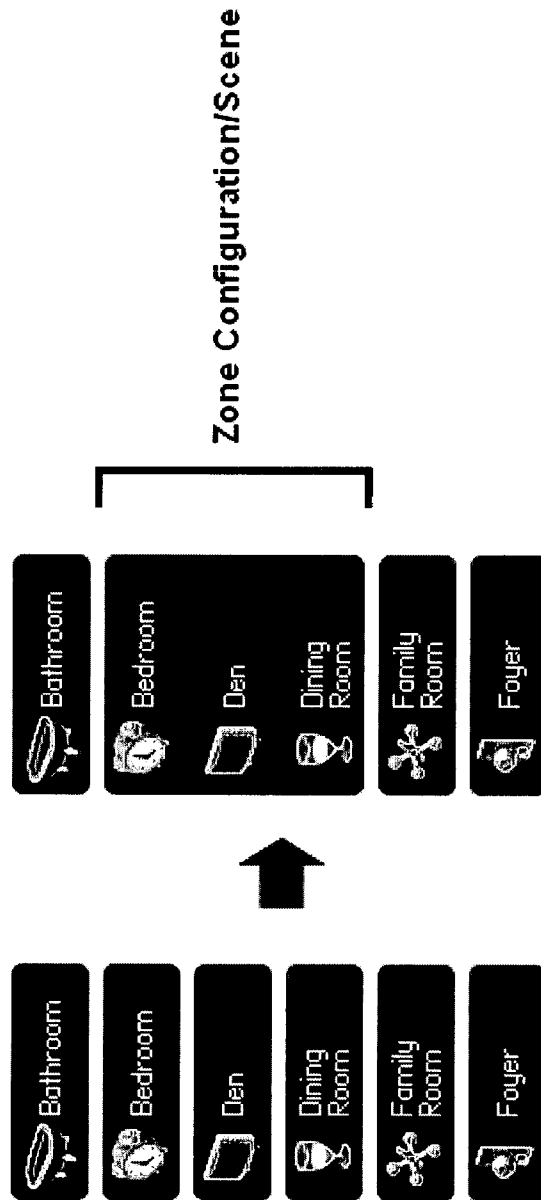 Bathroom
Bedroom
Den
Dining
Room
Family
Room
Foyer
Bathroom
Bedroom
Den
Dining
Room
Family
Room
Foyer
Zone Configuration/Scene